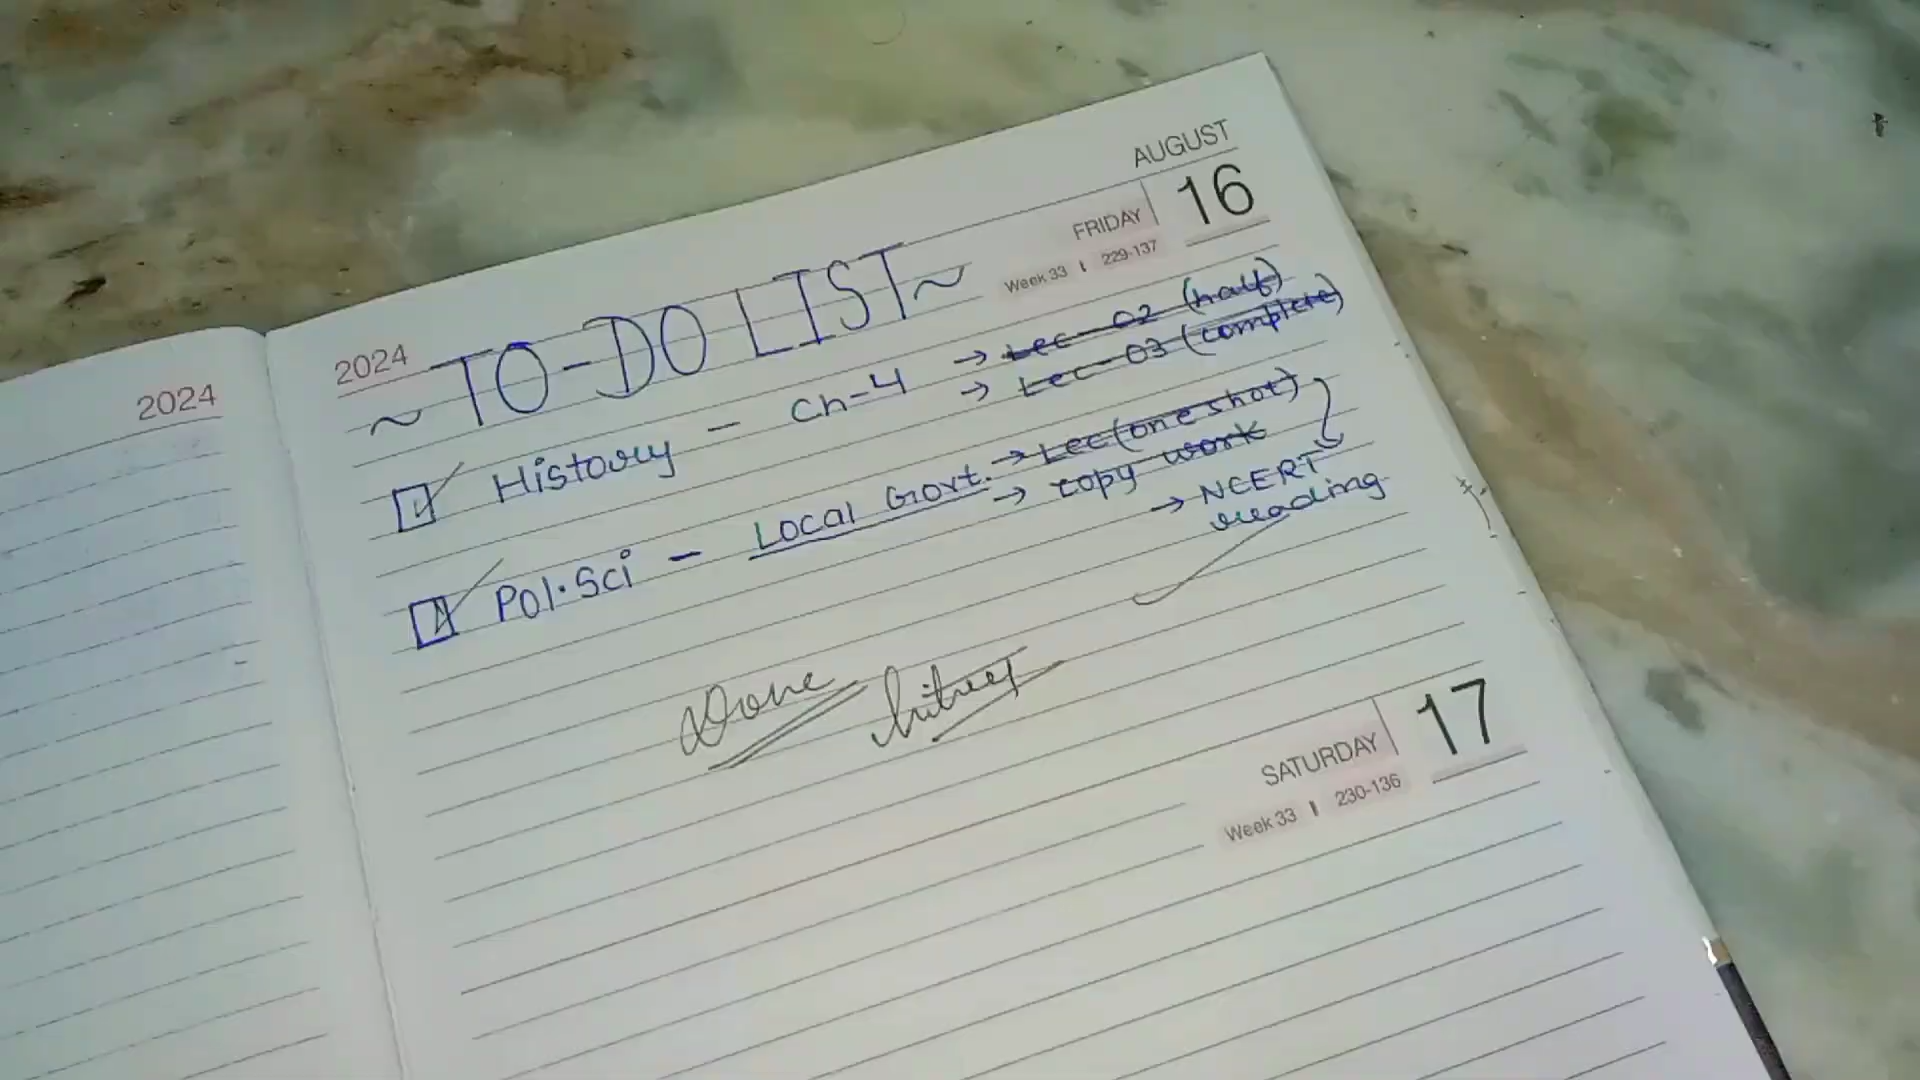 2024
AUGUST
FRIDAY 16
Week 33 | 229-137
2024
~ TO-DO LIST ~
History - Ch-4 → Lec-02 (half)
→ Lec-03 (complete)
Pol.Sci - Local Govt. → Lec (one shot)
→ copy work
→ NCERT
reading
Done
SATURDAY 17
Week 33 | 230-136